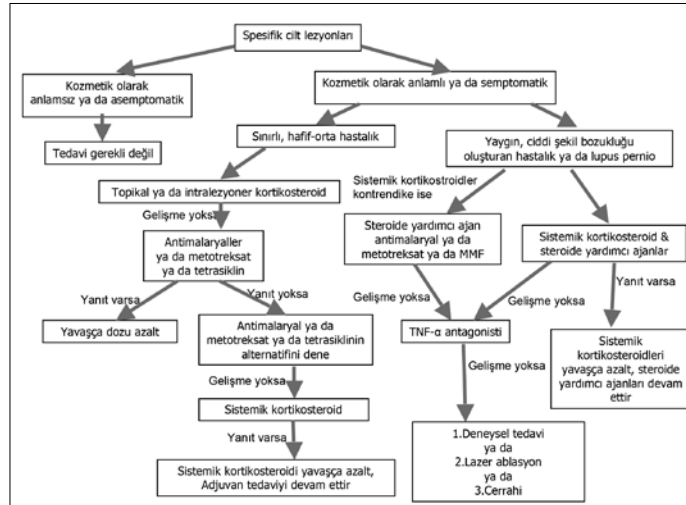 Spesifik cilt lezyonları
Kozmetik olarak
anlamsız ya da asemptomatik
Kozmetik olarak anlamlı ya da semptomatik
Tedavi gerekli değil
Sınırlı, hafif-orta hastalık
Yaygın, ciddi şekil bozukluğu
oluşturan hastalık ya da lupus pernio
Topikal ya da intralezyoner kortikosteroid
Sistemik kortikostroidler
kontrendike ise
Gelişme yoksa
Antimalaryaller
ya da metotreksat
ya da tetrasiklin
Steroide yardımcı ajan
antimalaryal ya da
metotreksat ya da MMF
Sistemik kortikosteroid &
steroide yardımcı ajanlar
Yanıt varsa
Yanıt yoksa
Gelişme yoksa
Gelişme yoksa
Yanıt varsa
Yavaşça dozu azalt
Antimalaryal ya da
metotreksat ya da tetrasiklinin
alternatifini dene
TNF-α antagonisti
Sistemik
kortikosteroidleri
yavaşça azalt, steroide
yardımcı ajanları devam
ettir
Gelişme yoksa
Gelişme yoksa
Sistemik kortikosteroid
Yanıt varsa
1.Deneysel tedavi
ya da
2.Lazer ablasyon
ya da
3.Cerrahi
Sistemik kortikosteroidi yavaşça azalt,
Adjuvan tedaviyi devam ettir